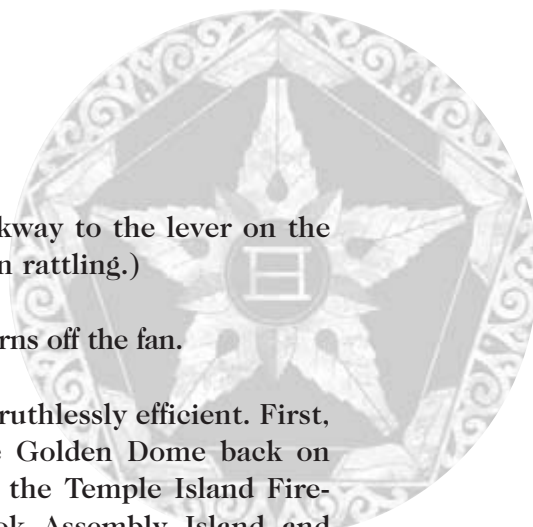 kway to the lever on the
n rattling.)
rns off the fan.
ruthlessly efficient. First,
e Golden Dome back on
the Temple Island Fire-
ok Assembly Island and